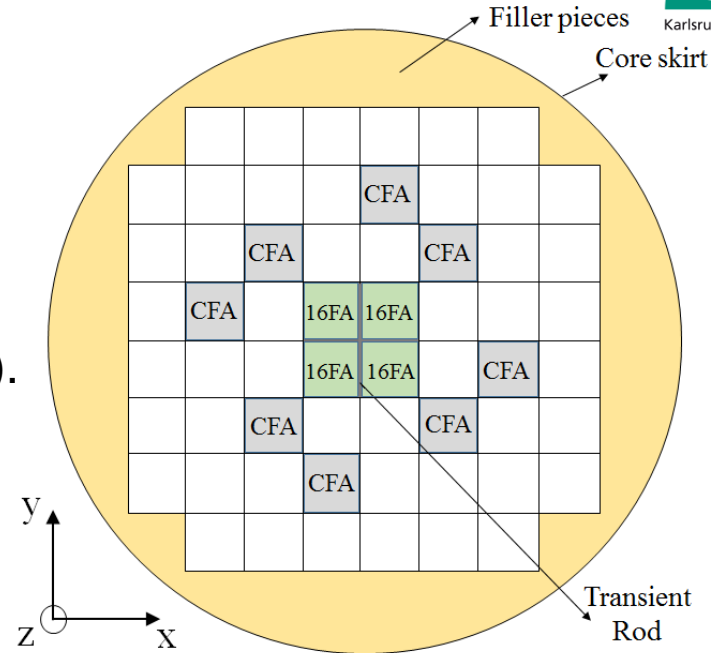 Filler pieces
Karlsru
Core skirt
CFA
CFA
CFA
CFA
16FA
16FA
).
16FA
16FA
CFA
CFA
CFA
CFA
y
z
x
Transient
Rod